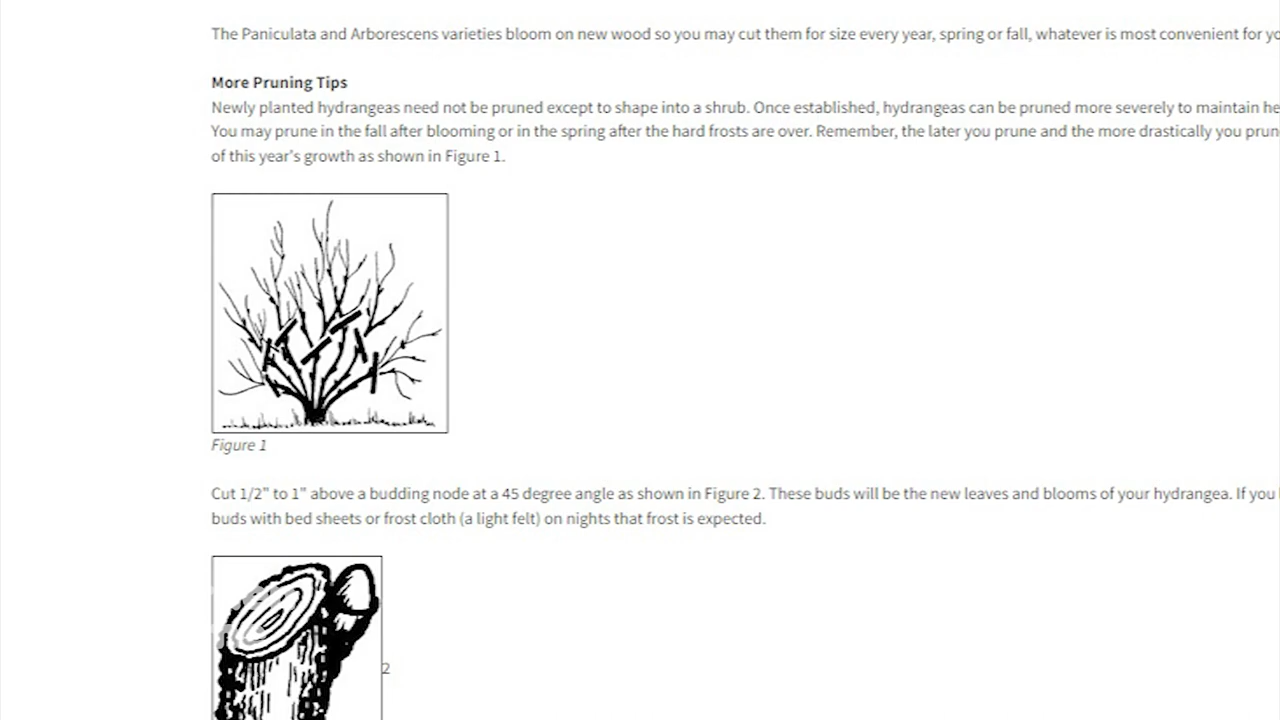 The Paniculata and Arborescens varieties bloom on new wood so you may cut them for size every year, spring or fall, whatever is most convenient for
More Pruning Tips
Newly planted hydrangeas need not be pruned except to shape into a shrub. Once established, hydrangeas can be pruned more severely to maintain
You may prune in the fall after blooming or in the spring after the hard frosts are over. Remember, the later you prune and the more drastically you
of this year's growth as shown in Figure 1.
Figure 1
Cut 1/2" to 1" above a budding node at a 45 degree angle as shown in Figure 2. These buds will be the new leaves and blooms of your hydrangea. If you
buds with bed sheets or frost cloth (a light felt) on nights that frost is expected.
2